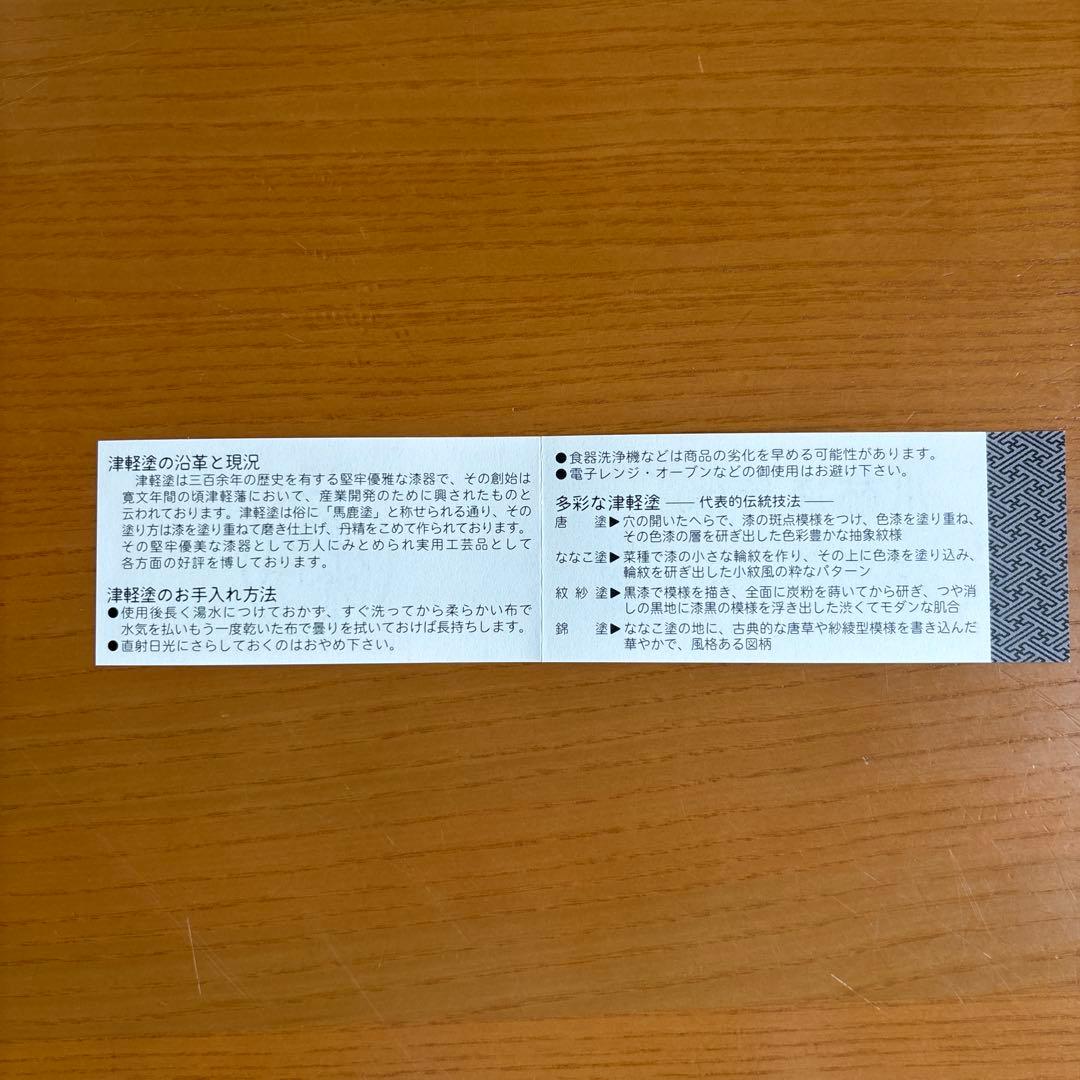 津軽塗の沿革と現況
津軽塗は三百余年の歴史を有する堅牢優雅な漆器で、その創始は
寛文年間の頃津軽藩において、産業開発のために興されたものと
云われております。津軽塗は俗に「馬鹿塗」と称せられる通り、その
塗り方は漆を塗り重ねて磨き仕上げ、丹精をこめて作られております。
その堅牢優美な漆器として万人にみとめられ実用工芸品として
各方面の好評を博しております。
津軽塗のお手入れ方法
●使用後長く湯水につけておかず、すぐ洗ってから柔らかい布で
水気を払いもう一度乾いた布で曇りを拭いておけば長持ちします。
●直射日光にさらしておくのはおやめ下さい。
●食器洗浄機などは商品の劣化を早める可能性があります。
●電子レンジ・オーブンなどの御使用はお避け下さい。
多彩な津軽塗 ―― 代表的伝統技法 ――
唐 塗▶穴の開いたへらで、漆の斑点模様をつけ、色漆を塗り重ね、
その色漆の層を研ぎ出した色彩豊かな抽象紋様
ななこ塗▶菜種で漆の小さな輪紋を作り、その上に色漆を塗り込み、
輪紋を研ぎ出した小紋風の粋なパターン
紋紗塗▶黒漆で模様を描き、全面に炭粉を蒔いてから研ぎ、つや消
しの黒地に漆黒の模様を浮き出した渋くてモダンな肌合
錦 塗▶ななこ塗の地に、古典的な唐草や紗綾型模様を書き込んだ
華やかで、風格ある図柄